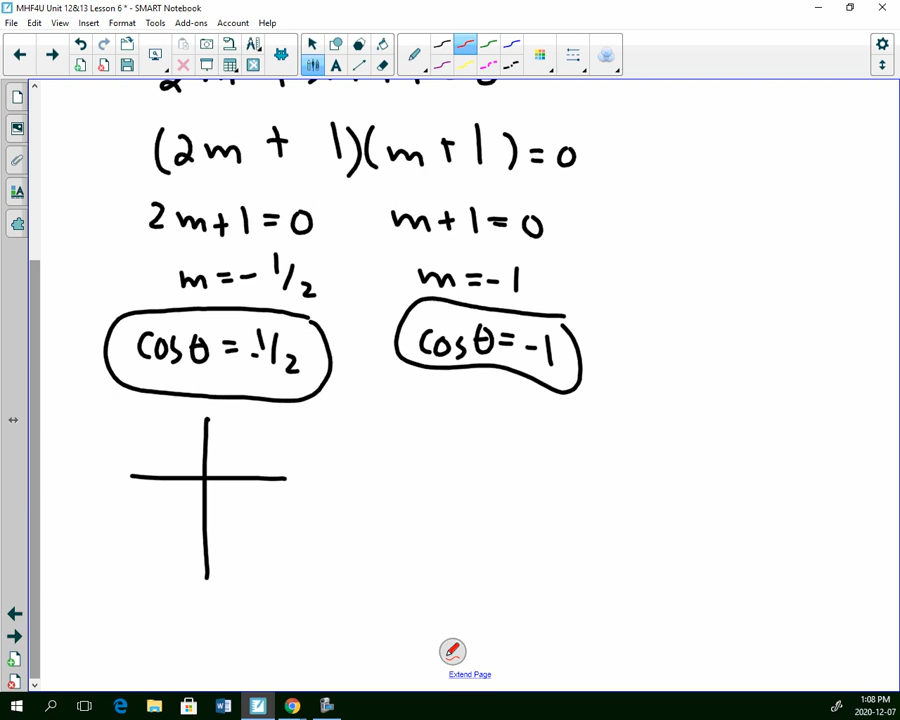 MHF4U Unit 12&13 Lesson 6 * - SMART Notebook
File Edit View Insert Format Tools Add-ons Account Help
(2m + 1)(m+1)=0
2m+1=0 m+1=0
m=-1/2 m=-1
cosθ=-1/2 cosθ=-1
Extend Page
1:08 PM
2020-12-07